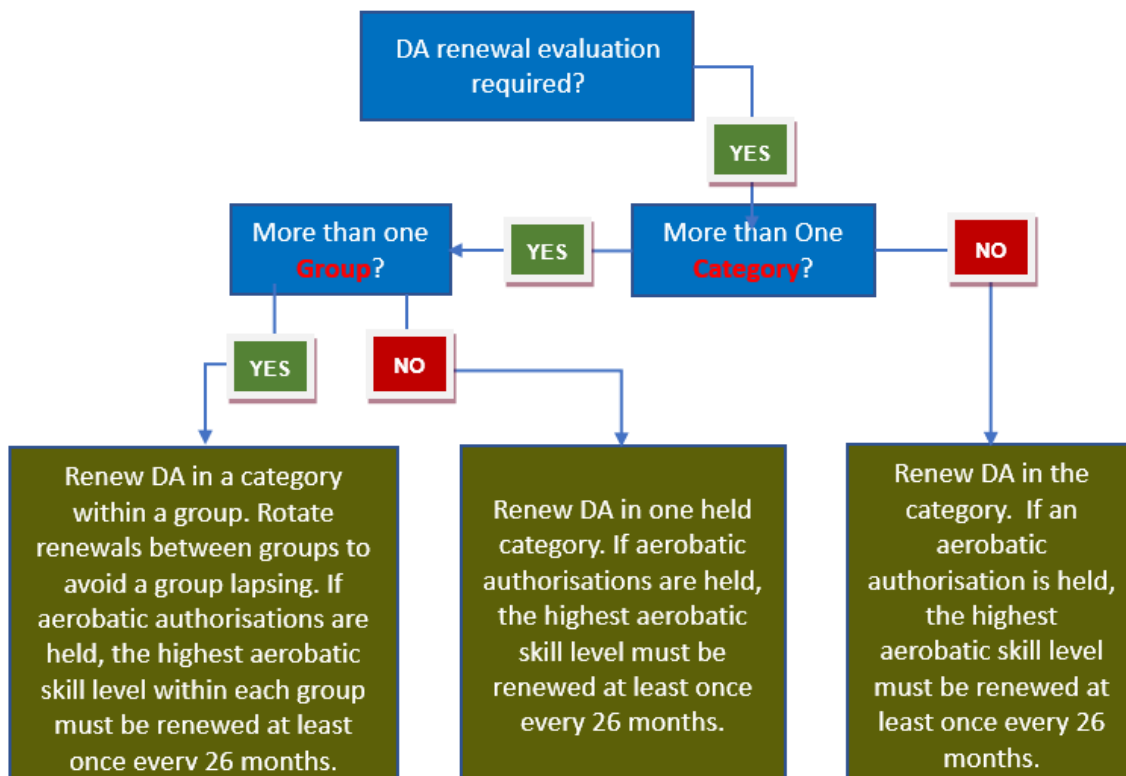 DA renewal evaluation
required?
YES
More than one
Group?
YES
More than One
Category?
NO
YES
NO
Renew DA in a category
within a group. Rotate
renewals between groups to
avoid a group lapsing. If
aerobatic authorisations are
held, the highest aerobatic
skill level within each group
must be renewed at least
once every 26 months.
Renew DA in one held
category. If aerobatic
authorisations are held,
the highest aerobatic
skill level must be
renewed at least once
every 26 months.
Renew DA in the
category. If an
aerobatic
authorisation is held,
the highest
aerobatic skill level
must be renewed at
least once every 26
months.